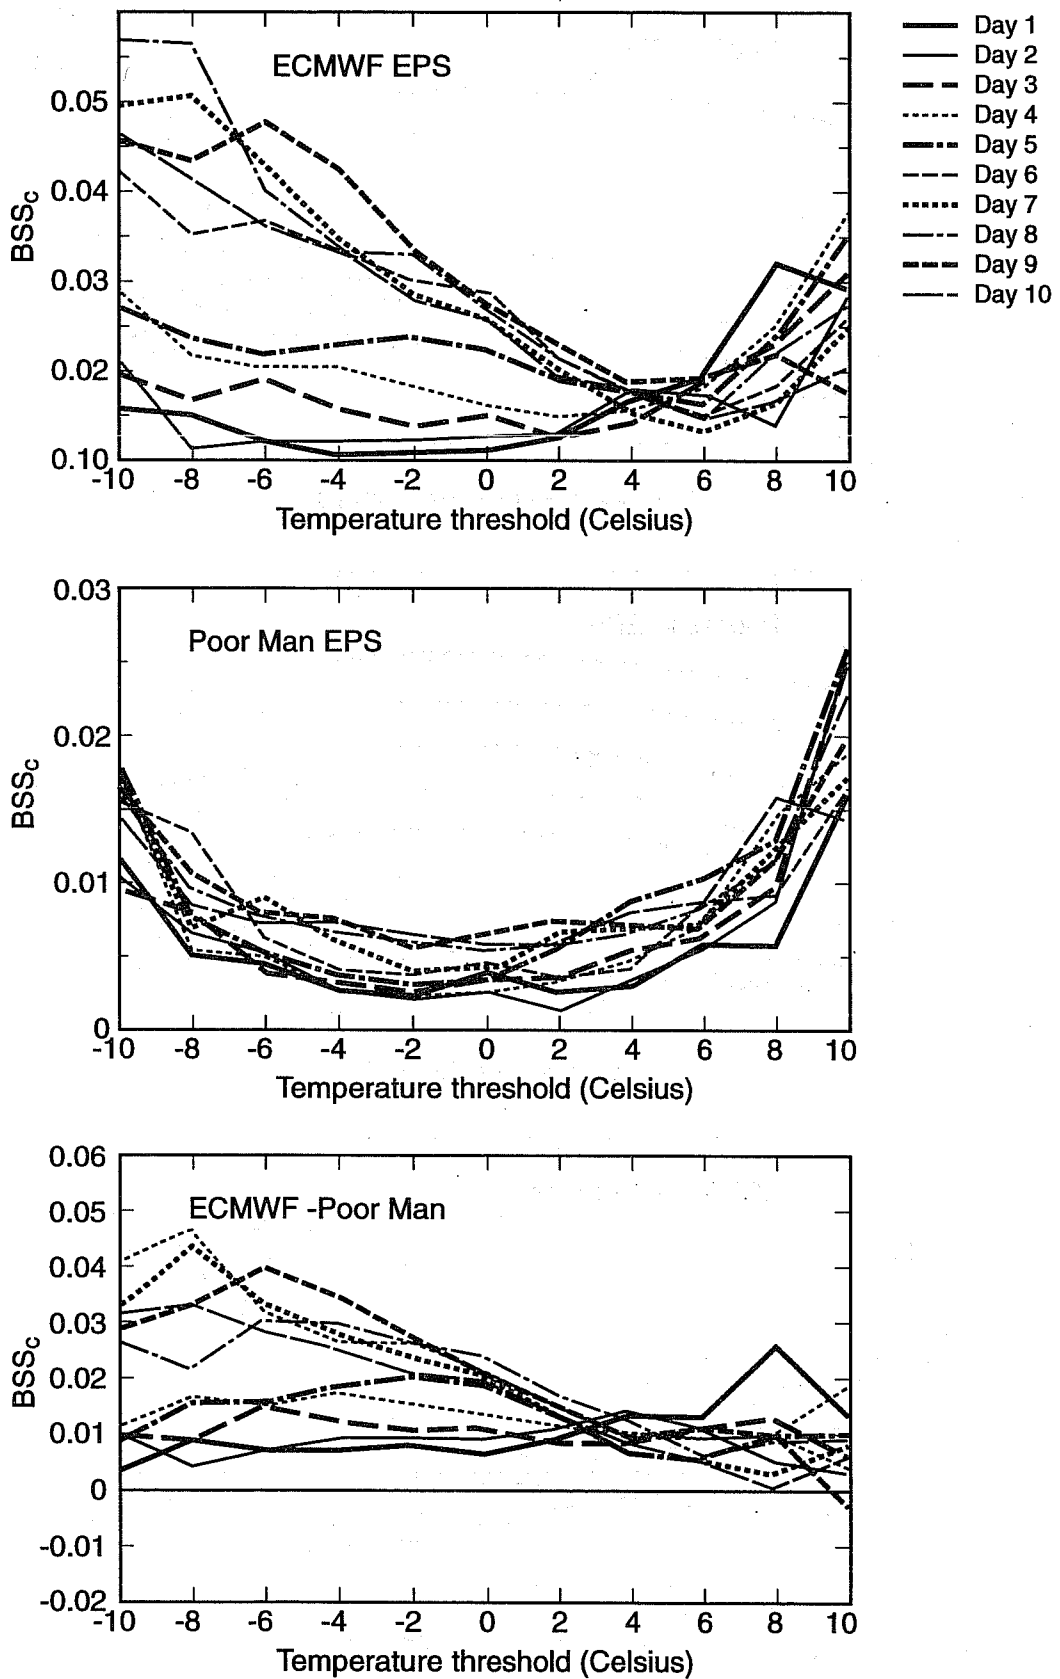 ECMWF EPS
BSSc
0.05
0.04
0.03
0.02
0.10
-10 -8 -6 -4 -2 0 2 4 6 8 10
Temperature threshold (Celsius)
Day 1
Day 2
Day 3
Day 4
Day 5
Day 6
Day 7
Day 8
Day 9
Day 10
Poor Man EPS
BSSc
0.03
0.02
0.01
0
-10 -8 -6 -4 -2 0 2 4 6 8 10
Temperature threshold (Celsius)
ECMWF -Poor Man
BSSc
0.06
0.05
0.04
0.03
0.02
0.01
0
-0.01
-0.02
-10 -8 -6 -4 -2 0 2 4 6 8 10
Temperature threshold (Celsius)